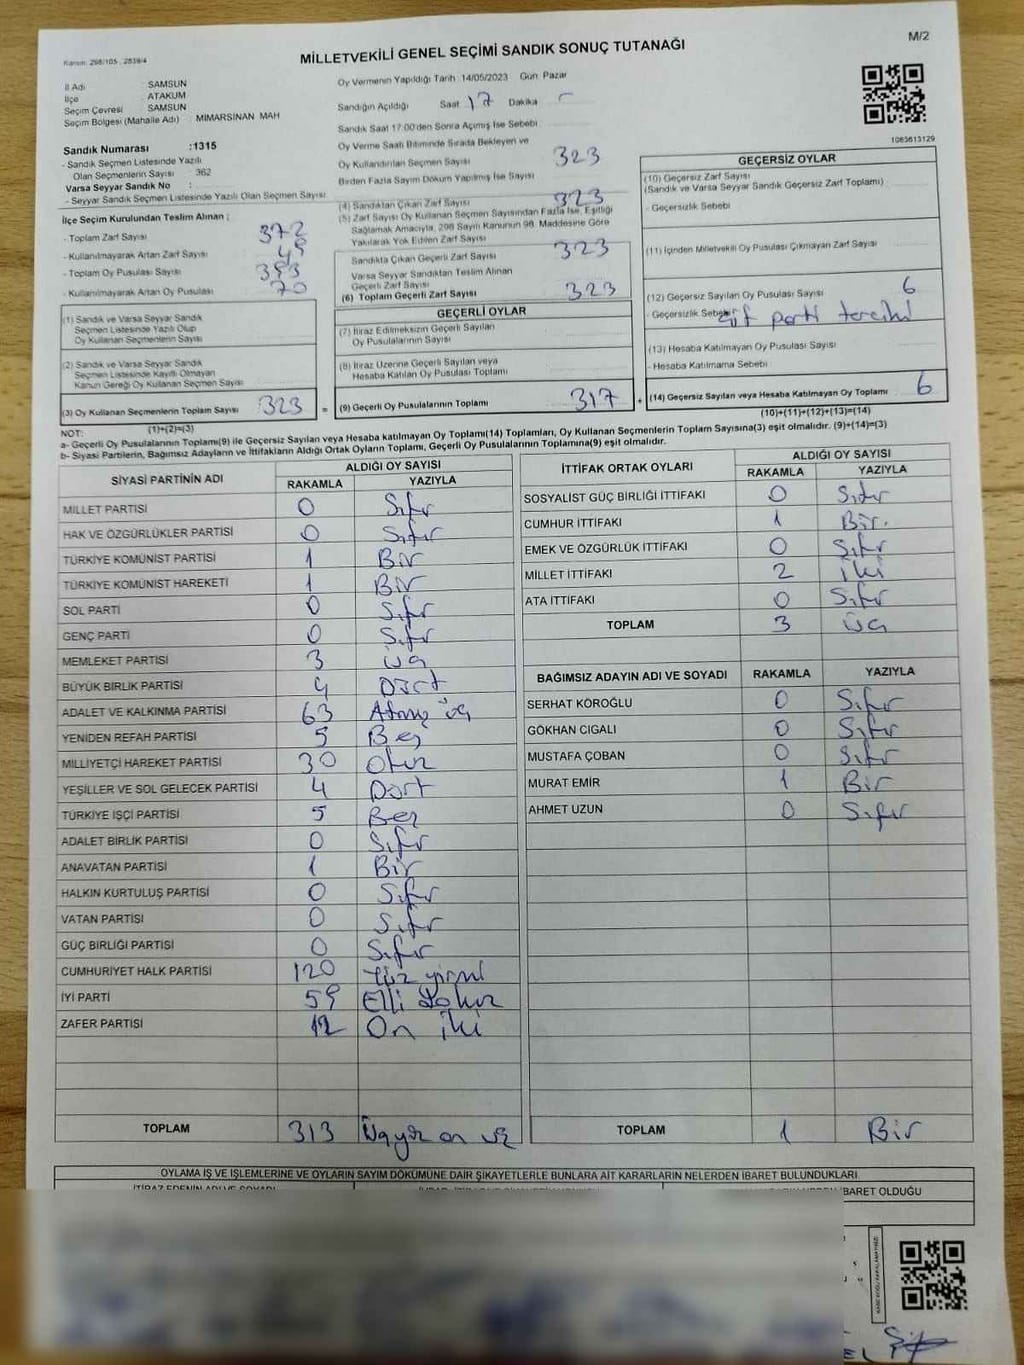 M/2
Kanun: 298/105 , 2839/4
MİLLETVEKİLİ GENEL SEÇİMİ SANDIK SONUÇ TUTANAĞI
İl Adı : SAMSUN
İlçe : ATAKUM
Seçim Çevresi : SAMSUN
Seçim Bölgesi (Mahalle Adı) : MİMARSİNAN MAH
Oy Vermenin Yapıldığı Tarih :14/05/2023 Gün: Pazar
Sandığın Açıldığı Saat 17 Dakika -
Sandık Saat 17:00'den Sonra Açımış İse Sebebi :
1063613129
Sandık Numarası :1315
- Sandık Seçmen Listesinde Yazılı
Olan Seçmenlerin Sayısı : 362
Varsa Seyyar Sandık No :
- Seyyar Sandık Seçmen Listesinde Yazılı Olan Seçmen Sayısı :
Oy Verme Saati Bitiminde Sırada Bekleyen ve
Oy Kullandırılan Seçmen Sayısı 323
Birden Fazla Sayım Döküm Yapılmış İse Sayısı
İlçe Seçim Kurulundan Teslim Alınan ;
- Toplam Zarf Sayısı 372
- Kullanılmayarak Artan Zarf Sayısı 49
- Toplam Oy Pusulası Sayısı 393
- Kullanılmayarak Artan Oy Pusulası 70
(4) Sandıktan Çıkan Zarf Sayısı 323
(5) Zarf Sayısı Oy Kullanan Seçmen Sayısından Fazla İse, Eşitliği
Sağlamak Amacıyla, 298 Sayılı Kanunun 98. Maddesine Göre
Yakılarak Yok Edilen Zarf Sayısı
Sandıkta Çıkan Geçerli Zarf Sayısı 323
Varsa Seyyar Sandıktan Teslim Alınan
Geçerli Zarf Sayısı
(6) Toplam Geçerli Zarf Sayısı 323
GEÇERSİZ OYLAR
(10) Geçersiz Zarf Sayısı
(Sandık ve Varsa Seyyar Sandık Geçersiz Zarf Toplamı)
- Geçersizlik Sebebi
(11) İçinden Milletvekili Oy Pusulası Çıkmayan Zarf Sayısı
(12) Geçersiz Sayılan Oy Pusulası Sayısı 6
- Geçersizlik Sebebi Çift parti tercihi
(13) Hesaba Katılmayan Oy Pusulası Sayısı
- Hesaba Katılmama Sebebi
(14) Geçersiz Sayılan veya Hesaba Katılmayan Oy Toplamı 6
(10)+(11)+(12)+(13)=(14)
(1) Sandık ve Varsa Seyyar Sandık
Seçmen Listesinde Yazılı Olup
Oy Kullanan Seçmenlerin Sayısı
(2) Sandık ve Varsa Seyyar Sandık
Seçmen Listesinde Kayıtlı Olmayan
Kanun Gereği Oy Kullanan Seçmen Sayısı
(3) Oy Kullanan Seçmenlerin Toplam Sayısı 323 =
(1)+(2)=(3)
GEÇERLİ OYLAR
(7) İtiraz Edilmeksizin Geçerli Sayılan
Oy Pusulalarının Sayısı
(8) İtiraz Üzerine Geçerli Sayılan veya
Hesaba Katılan Oy Pusulası Toplamı
(9) Geçerli Oy Pusulalarının Toplamı 317 +
NOT:
a- Geçerli Oy Pusulalarının Toplamı(9) ile Geçersiz Sayılan veya Hesaba katılmayan Oy Toplamı(14) Toplamları, Oy Kullanan Seçmenlerin Toplam Sayısına(3) eşit olmalıdır. (9)+(14)=(3)
b- Siyasi Partilerin, Bağımsız Adayların ve İttifakların Aldığı Ortak Oyların Toplamı, Geçerli Oy Pusulalarının Toplamına(9) eşit olmalıdır.
SİYASİ PARTİNİN ADI ALDIĞI OY SAYISI
RAKAMLA YAZIYLA
MİLLET PARTİSİ 0 Sıfır
HAK VE ÖZGÜRLÜKLER PARTİSİ 0 Sıfır
TÜRKİYE KOMÜNİST PARTİSİ 1 Bir
TÜRKİYE KOMÜNİST HAREKETİ 1 Bir
SOL PARTİ 0 Sıfır
GENÇ PARTİ 0 Sıfır
MEMLEKET PARTİSİ 3 üç
BÜYÜK BİRLİK PARTİSİ 4 Dört
ADALET VE KALKINMA PARTİSİ 63 Atmış üç
YENİDEN REFAH PARTİSİ 5 Beş
MİLLİYETÇİ HAREKET PARTİSİ 30 Otuz
YEŞİLLER VE SOL GELECEK PARTİSİ 4 Dört
TÜRKİYE İŞÇİ PARTİSİ 5 Beş
ADALET BİRLİK PARTİSİ 0 Sıfır
ANAVATAN PARTİSİ 1 Bir
HALKIN KURTULUŞ PARTİSİ 0 Sıfır
VATAN PARTİSİ 0 Sıfır
GÜÇ BİRLİĞİ PARTİSİ 0 Sıfır
CUMHURİYET HALK PARTİSİ 120 Yüz yirmi
İYİ PARTİ 59 Elli Dokuz
ZAFER PARTİSİ 12 On iki
TOPLAM 313 Üçyüz on üç
İTTİFAK ORTAK OYLARI ALDIĞI OY SAYISI
RAKAMLA YAZIYLA
SOSYALİST GÜÇ BİRLİĞİ İTTİFAKI 0 Sıfır
CUMHUR İTTİFAKI 1 Bir.
EMEK VE ÖZGÜRLÜK İTTİFAKI 0 Sıfır
MİLLET İTTİFAKI 2 iki
ATA İTTİFAKI 0 Sıfır
TOPLAM 3 üç
BAĞIMSIZ ADAYIN ADI VE SOYADI RAKAMLA YAZIYLA
SERHAT KÖROĞLU 0 Sıfır
GÖKHAN CIGALI 0 Sıfır
MUSTAFA ÇOBAN 0 Sıfır
MURAT EMİR 1 Bir
AHMET UZUN 0 Sıfır
TOPLAM 1 Bir
OYLAMA İŞ VE İŞLEMLERİNE VE OYLARIN SAYIM DÖKÜMÜNE DAİR ŞİKAYETLERLE BUNLARA AİT KARARLARIN NELERDEN İBARET BULUNDUKLARI
İTİRAZ EDENİN ADI VE SOYADI
İBARET OLDUĞU